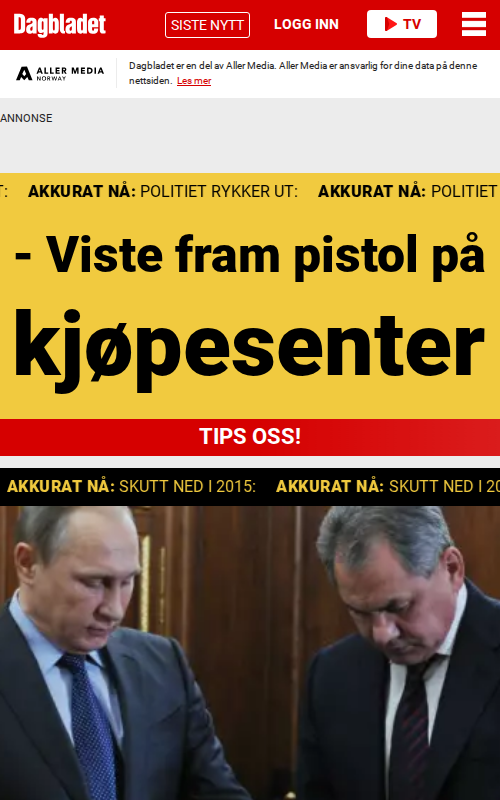 Dagbladet
SISTE NYTT
LOGG INN
TV
ALLER MEDIA
NORWAY
Dagbladet er en del av Aller Media. Aller Media er ansvarlig for dine data på denne
nettsiden. Les mer
ANNONSE
T: AKKURAT NÅ: POLITIET RYKKER UT: AKKURAT NÅ: POLITIET
- Viste fram pistol på
kjøpesenter
TIPS OSS!
AKKURAT NÅ: SKUTT NED I 2015: AKKURAT NÅ: SKUTT NED I 20